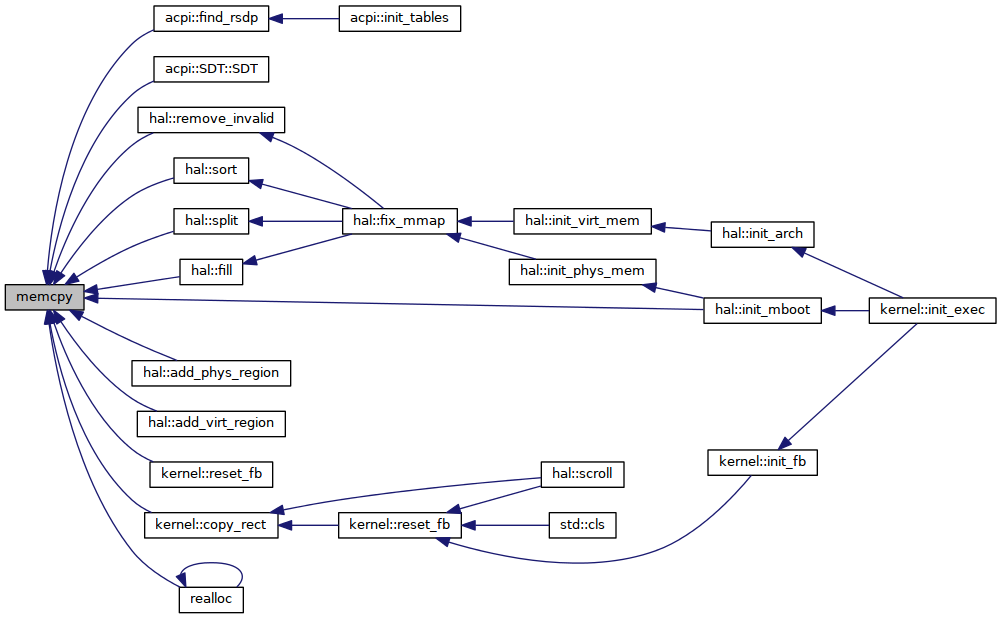 acpi::find_rsdp
acpi::init_tables
acpi::SDT::SDT
hal::remove_invalid
hal::sort
hal::split
hal::fix_mmap
hal::init_virt_mem
hal::init_arch
hal::fill
hal::init_phys_mem
memcpy
hal::init_mboot
kernel::init_exec
hal::add_phys_region
hal::add_virt_region
kernel::init_fb
kernel::reset_fb
hal::scroll
kernel::copy_rect
kernel::reset_fb
std::cls
realloc